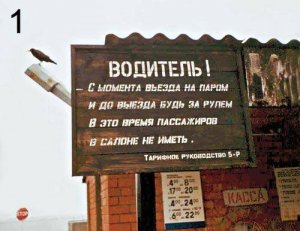 1
ВОДИТЕЛЬ!
С МОМЕНТА ВЪЕЗДА НА ПАРОМ
И ДО ВЫЕЗДА БУДЬ ЗА РУЛЕМ
В ЭТО ВРЕМЯ ПАССАЖИРОВ
В САЛОНЕ НЕ ИМЕТЬ.
ТАРИФНОЕ РУКОВОДСТВО 5-Р
КАССА
STOP